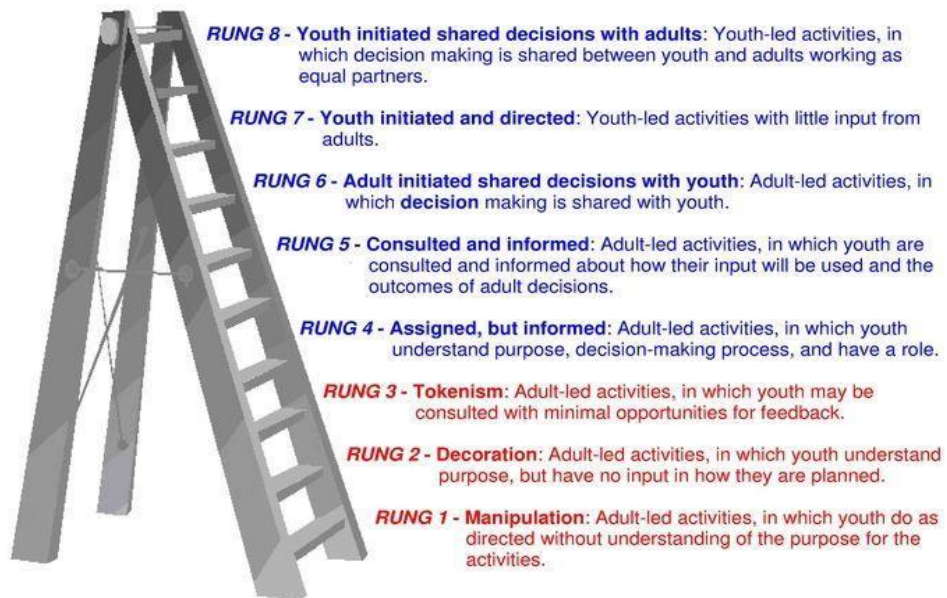 RUNG 8 - Youth initiated shared decisions with adults: Youth-led activities, in
which decision making is shared between youth and adults working as
equal partners.
RUNG 7 - Youth initiated and directed: Youth-led activities with little input from
adults.
RUNG 6 - Adult initiated shared decisions with youth: Adult-led activities, in
which decision making is shared with youth.
RUNG 5 - Consulted and informed: Adult-led activities, in which youth are
consulted and informed about how their input will be used and the
outcomes of adult decisions.
RUNG 4 - Assigned, but informed: Adult-led activities, in which youth
understand purpose, decision-making process, and have a role.
RUNG 3 - Tokenism: Adult-led activities, in which youth may be
consulted with minimal opportunities for feedback.
RUNG 2 - Decoration: Adult-led activities, in which youth understand
purpose, but have no input in how they are planned.
RUNG 1 - Manipulation: Adult-led activities, in which youth do as
directed without understanding of the purpose for the
activities.